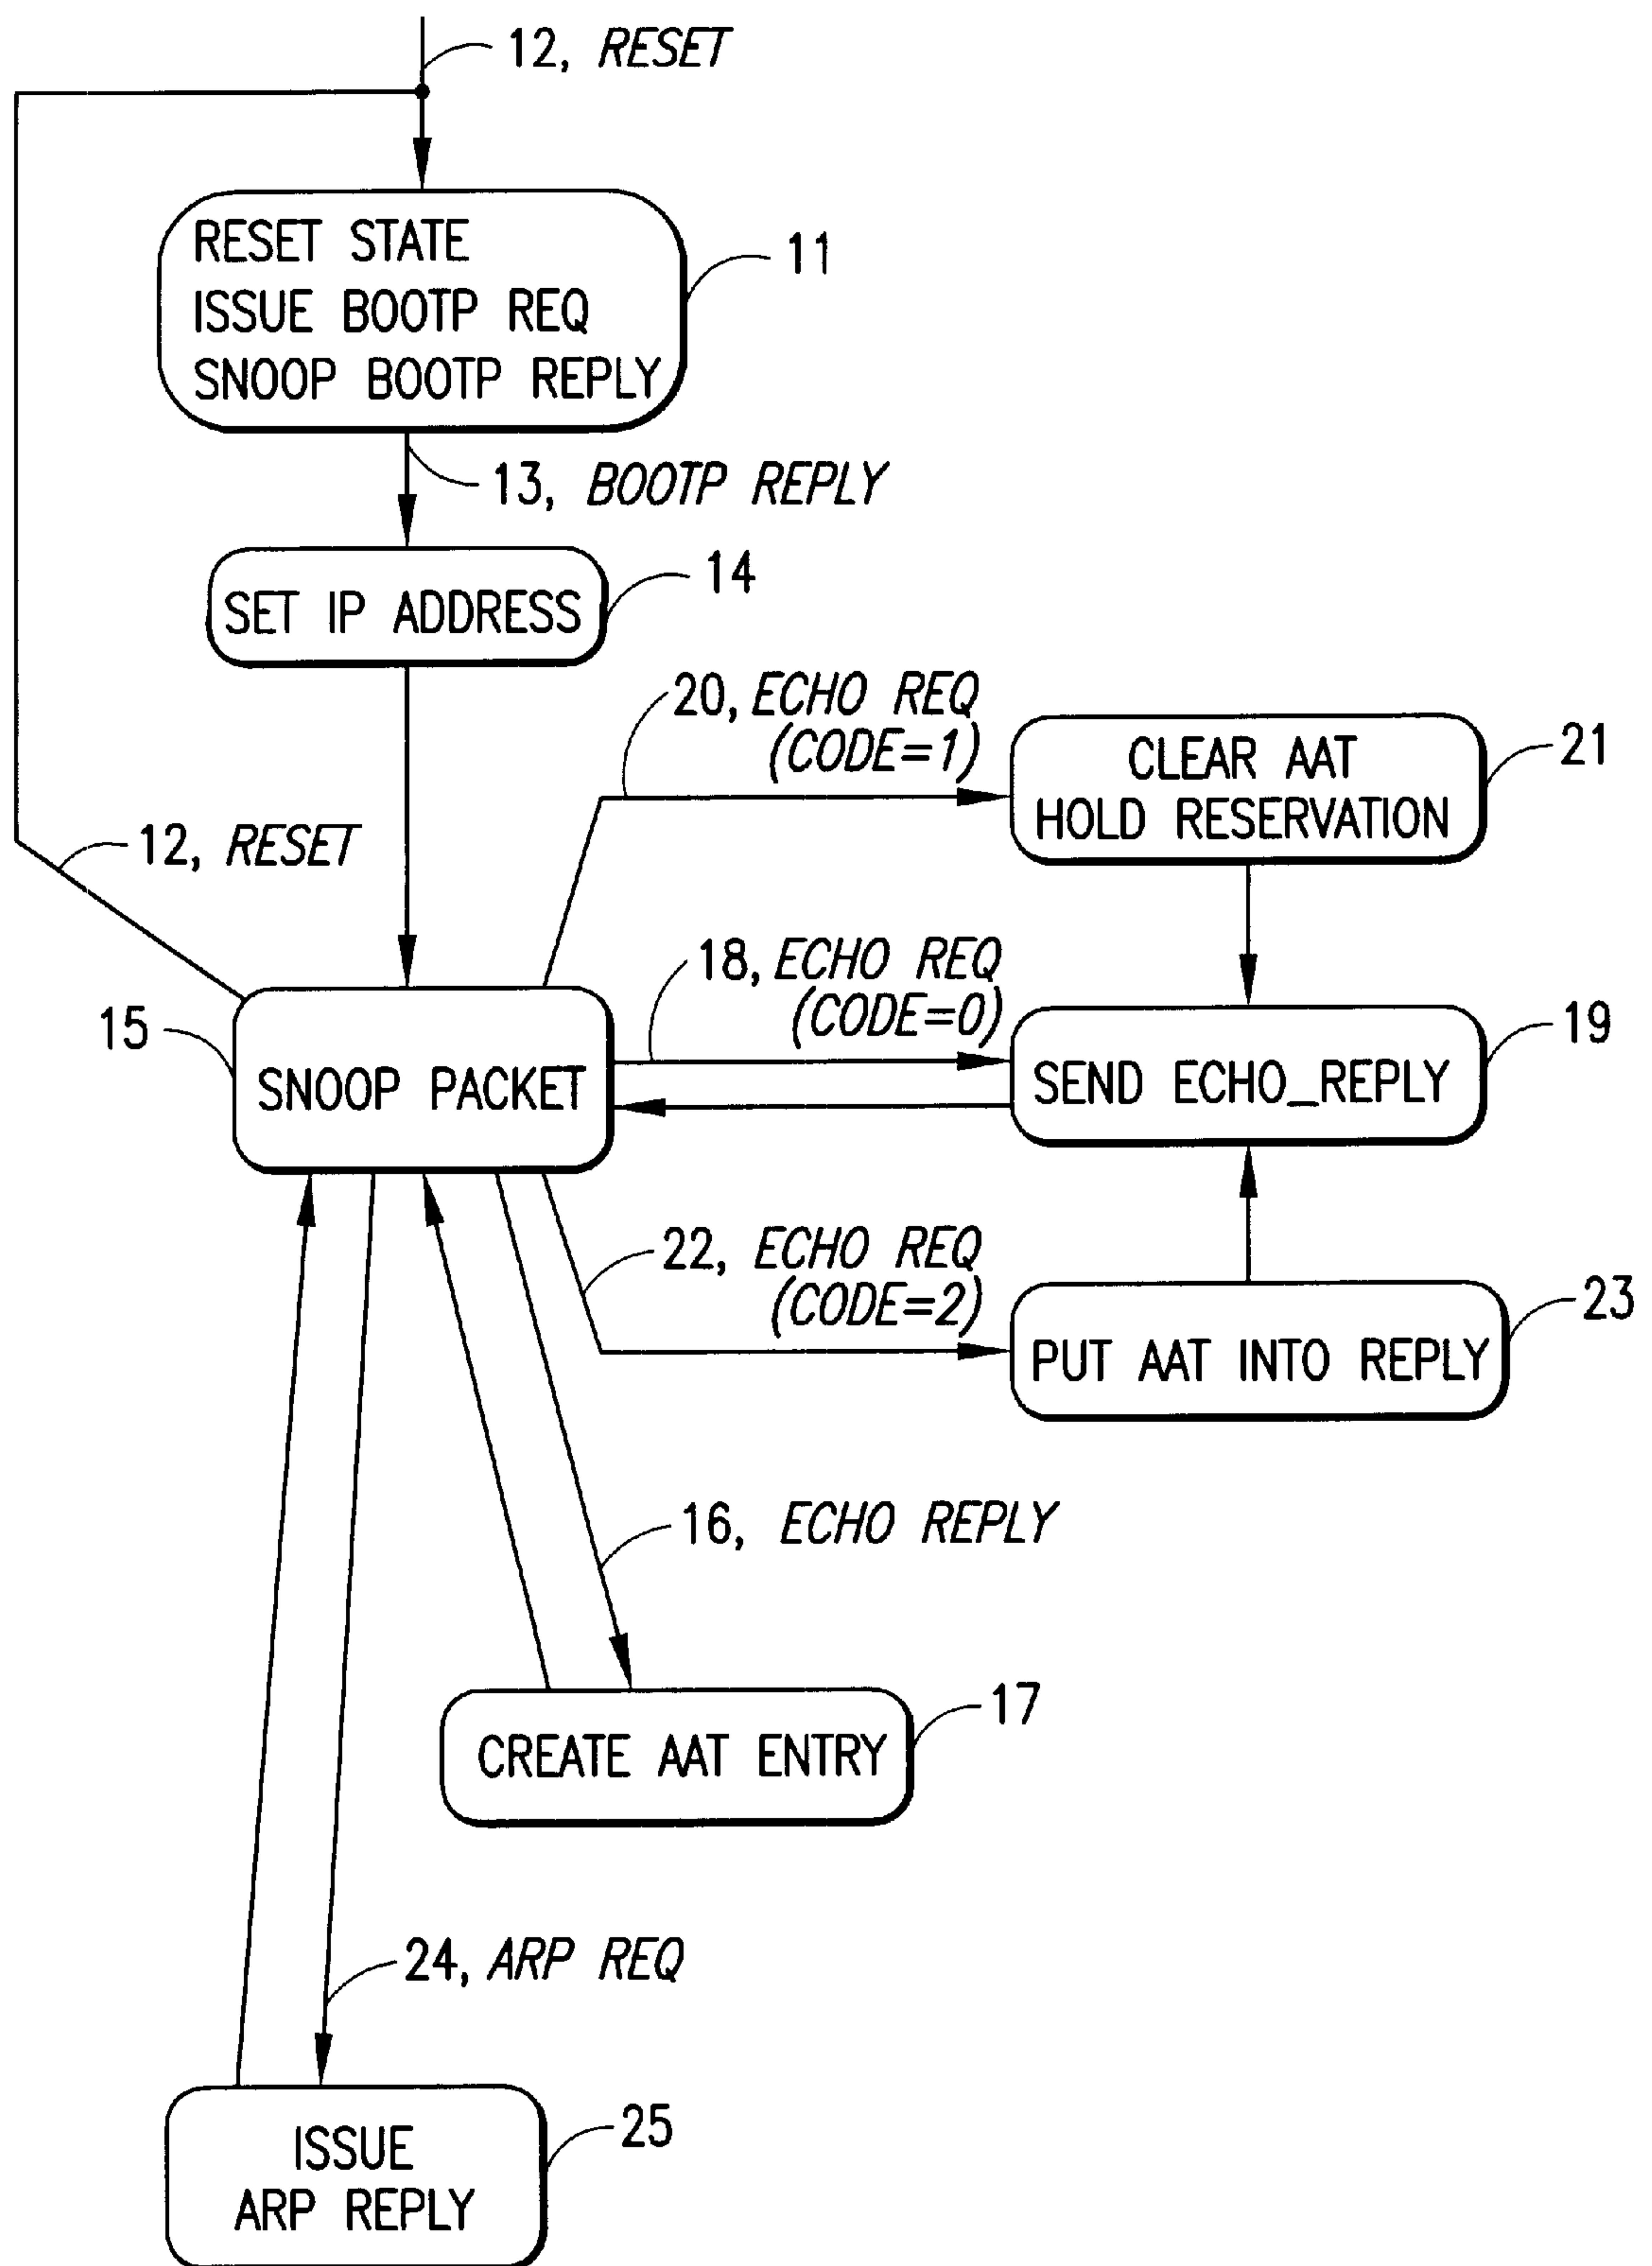 12, RESET
RESET STATE
ISSUE BOOTP REQ
SNOOP BOOTP REPLY
11
13, BOOTP REPLY
SET IP ADDRESS
14
20, ECHO REQ
(CODE=1)
CLEAR AAT
HOLD RESERVATION
21
12, RESET
18, ECHO REQ
(CODE=0)
15
SNOOP PACKET
SEND ECHO_REPLY
19
22, ECHO REQ
(CODE=2)
PUT AAT INTO REPLY
23
16, ECHO REPLY
CREATE AAT ENTRY
17
24, ARP REQ
ISSUE
ARP REPLY
25